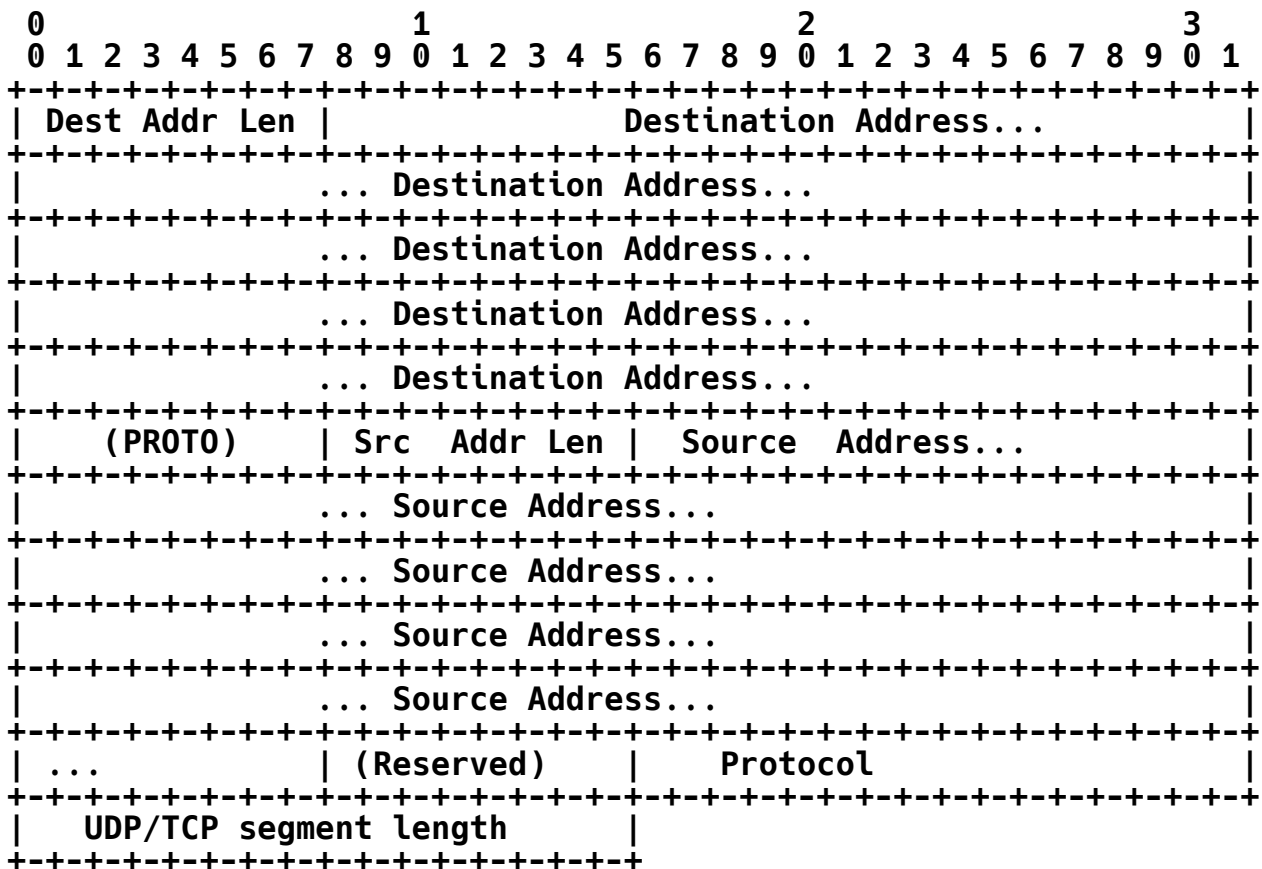 0                   1                   2                   3
 0 1 2 3 4 5 6 7 8 9 0 1 2 3 4 5 6 7 8 9 0 1 2 3 4 5 6 7 8 9 0 1
+-+-+-+-+-+-+-+-+-+-+-+-+-+-+-+-+-+-+-+-+-+-+-+-+-+-+-+-+-+-+-+-+
| Dest Addr Len |               Destination Address...          |
+-+-+-+-+-+-+-+-+-+-+-+-+-+-+-+-+-+-+-+-+-+-+-+-+-+-+-+-+-+-+-+-+
|               ... Destination Address...                      |
+-+-+-+-+-+-+-+-+-+-+-+-+-+-+-+-+-+-+-+-+-+-+-+-+-+-+-+-+-+-+-+-+
|               ... Destination Address...                      |
+-+-+-+-+-+-+-+-+-+-+-+-+-+-+-+-+-+-+-+-+-+-+-+-+-+-+-+-+-+-+-+-+
|               ... Destination Address...                      |
+-+-+-+-+-+-+-+-+-+-+-+-+-+-+-+-+-+-+-+-+-+-+-+-+-+-+-+-+-+-+-+-+
|               ... Destination Address...                      |
+-+-+-+-+-+-+-+-+-+-+-+-+-+-+-+-+-+-+-+-+-+-+-+-+-+-+-+-+-+-+-+-+
|    (PROTO)    | Src  Addr Len |  Source  Address...           |
+-+-+-+-+-+-+-+-+-+-+-+-+-+-+-+-+-+-+-+-+-+-+-+-+-+-+-+-+-+-+-+-+
|               ... Source Address...                           |
+-+-+-+-+-+-+-+-+-+-+-+-+-+-+-+-+-+-+-+-+-+-+-+-+-+-+-+-+-+-+-+-+
|               ... Source Address...                           |
+-+-+-+-+-+-+-+-+-+-+-+-+-+-+-+-+-+-+-+-+-+-+-+-+-+-+-+-+-+-+-+-+
|               ... Source Address...                           |
+-+-+-+-+-+-+-+-+-+-+-+-+-+-+-+-+-+-+-+-+-+-+-+-+-+-+-+-+-+-+-+-+
|               ... Source Address...                           |
+-+-+-+-+-+-+-+-+-+-+-+-+-+-+-+-+-+-+-+-+-+-+-+-+-+-+-+-+-+-+-+-+
| ...           | (Reserved)    |    Protocol                   |
+-+-+-+-+-+-+-+-+-+-+-+-+-+-+-+-+-+-+-+-+-+-+-+-+-+-+-+-+-+-+-+-+
|   UDP/TCP segment length      |
+-+-+-+-+-+-+-+-+-+-+-+-+-+-+-+-+